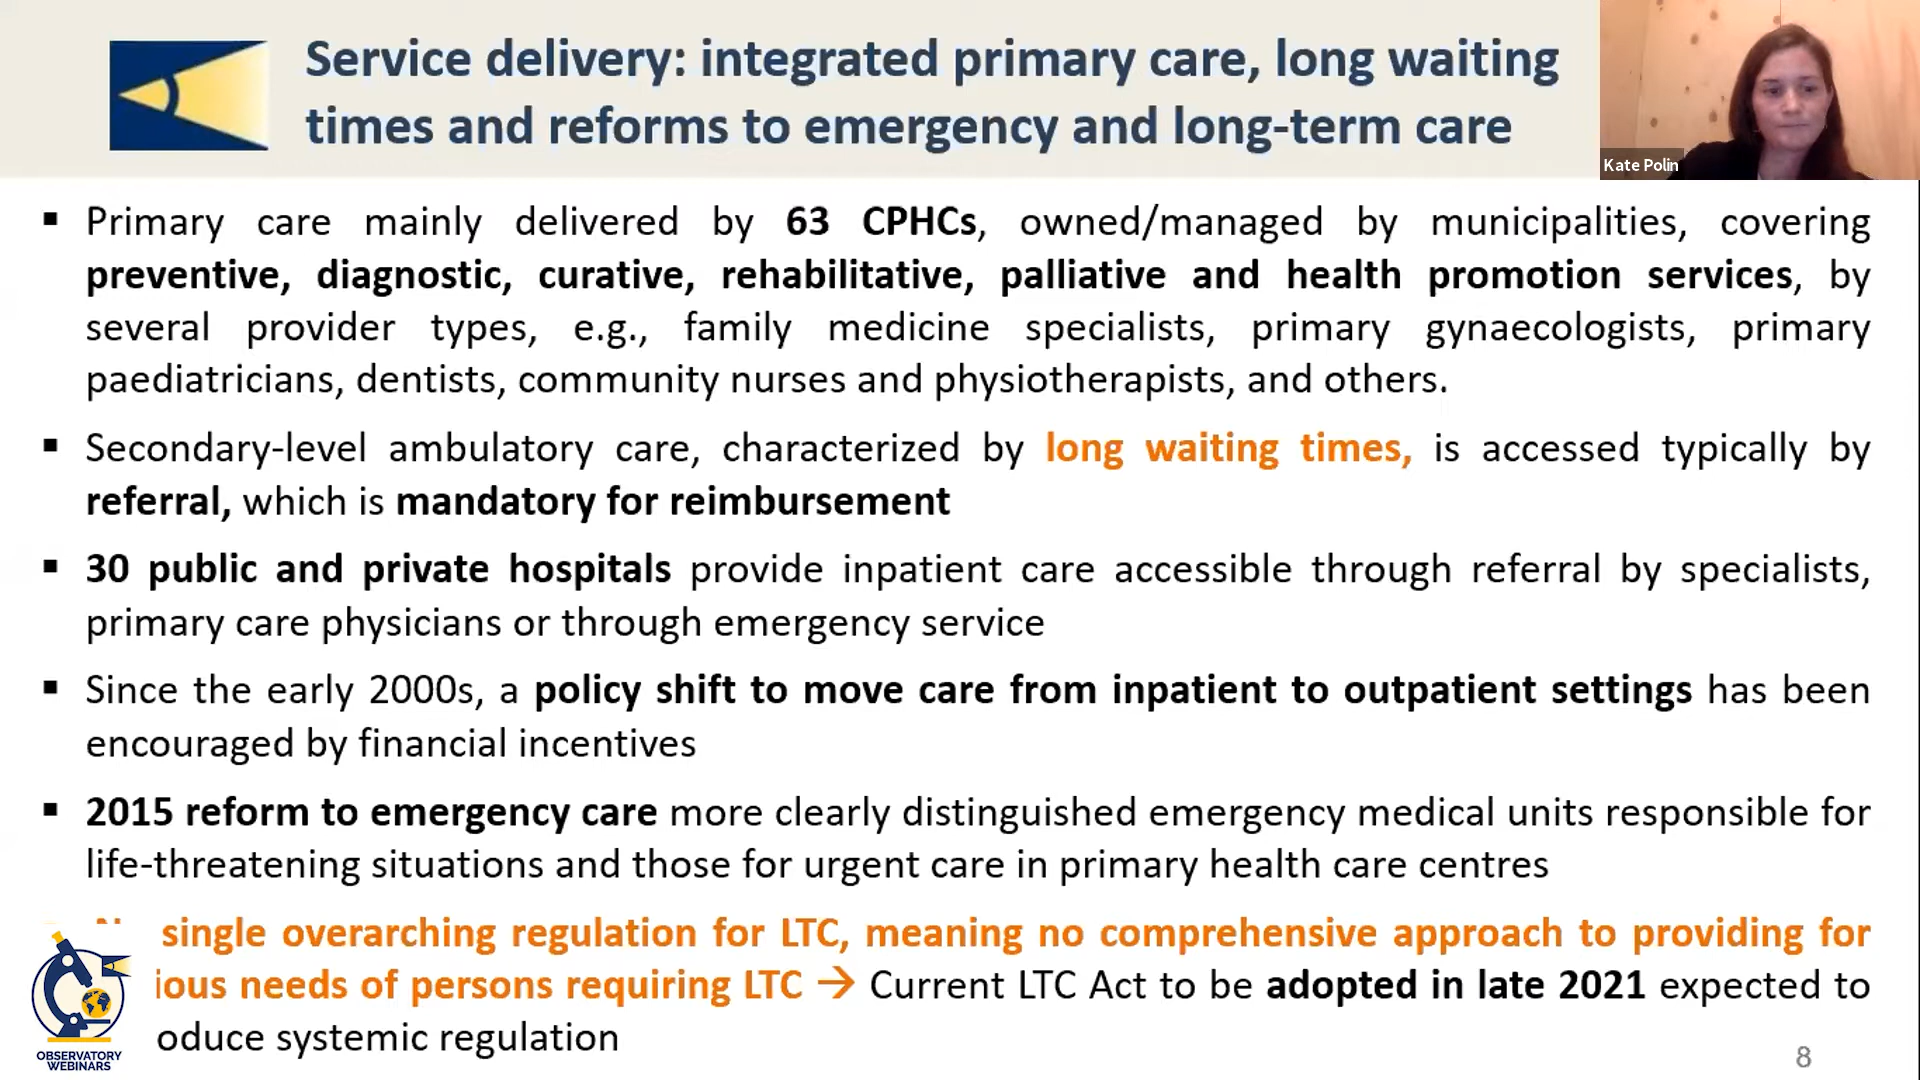 Service delivery: integrated primary care, long waiting
times and reforms to emergency and long-term care
Kate Polin
▪ Primary care mainly delivered by 63 CPHCs, owned/managed by municipalities, covering
preventive, diagnostic, curative, rehabilitative, palliative and health promotion services, by
several provider types, e.g., family medicine specialists, primary gynaecologists, primary
paediatricians, dentists, community nurses and physiotherapists, and others.
▪ Secondary-level ambulatory care, characterized by long waiting times, is accessed typically by
referral, which is mandatory for reimbursement
▪ 30 public and private hospitals provide inpatient care accessible through referral by specialists,
primary care physicians or through emergency service
▪ Since the early 2000s, a policy shift to move care from inpatient to outpatient settings has been
encouraged by financial incentives
▪ 2015 reform to emergency care more clearly distinguished emergency medical units responsible for
life-threatening situations and those for urgent care in primary health care centres
single overarching regulation for LTC, meaning no comprehensive approach to providing for
ious needs of persons requiring LTC → Current LTC Act to be adopted in late 2021 expected to
oduce systemic regulation
OBSERVATORY
WEBINARS
8